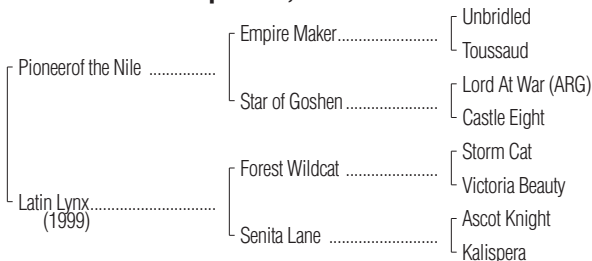 Pioneerof the Nile ................
Latin Lynx..............................
(1999)
Empire Maker........................
Star of Goshen......................
Forest Wildcat ......................
Senita Lane ..........................
Unbridled
Toussaud
Lord At War (ARG)
Castle Eight
Storm Cat
Victoria Beauty
Ascot Knight
Kalispera